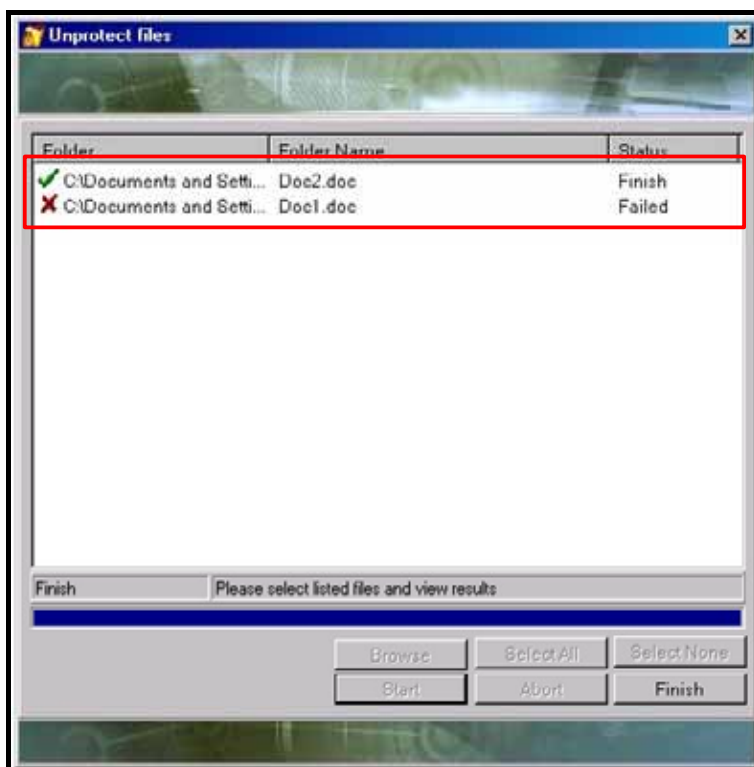 Unprotect files
Folder Folder Name Status
C:\Documents and Setti... Doc2.doc Finish
C:\Documents and Setti... Doc1.doc Failed
Finish Please select listed files and view results
Browse Select All Select None
Start Abort Finish